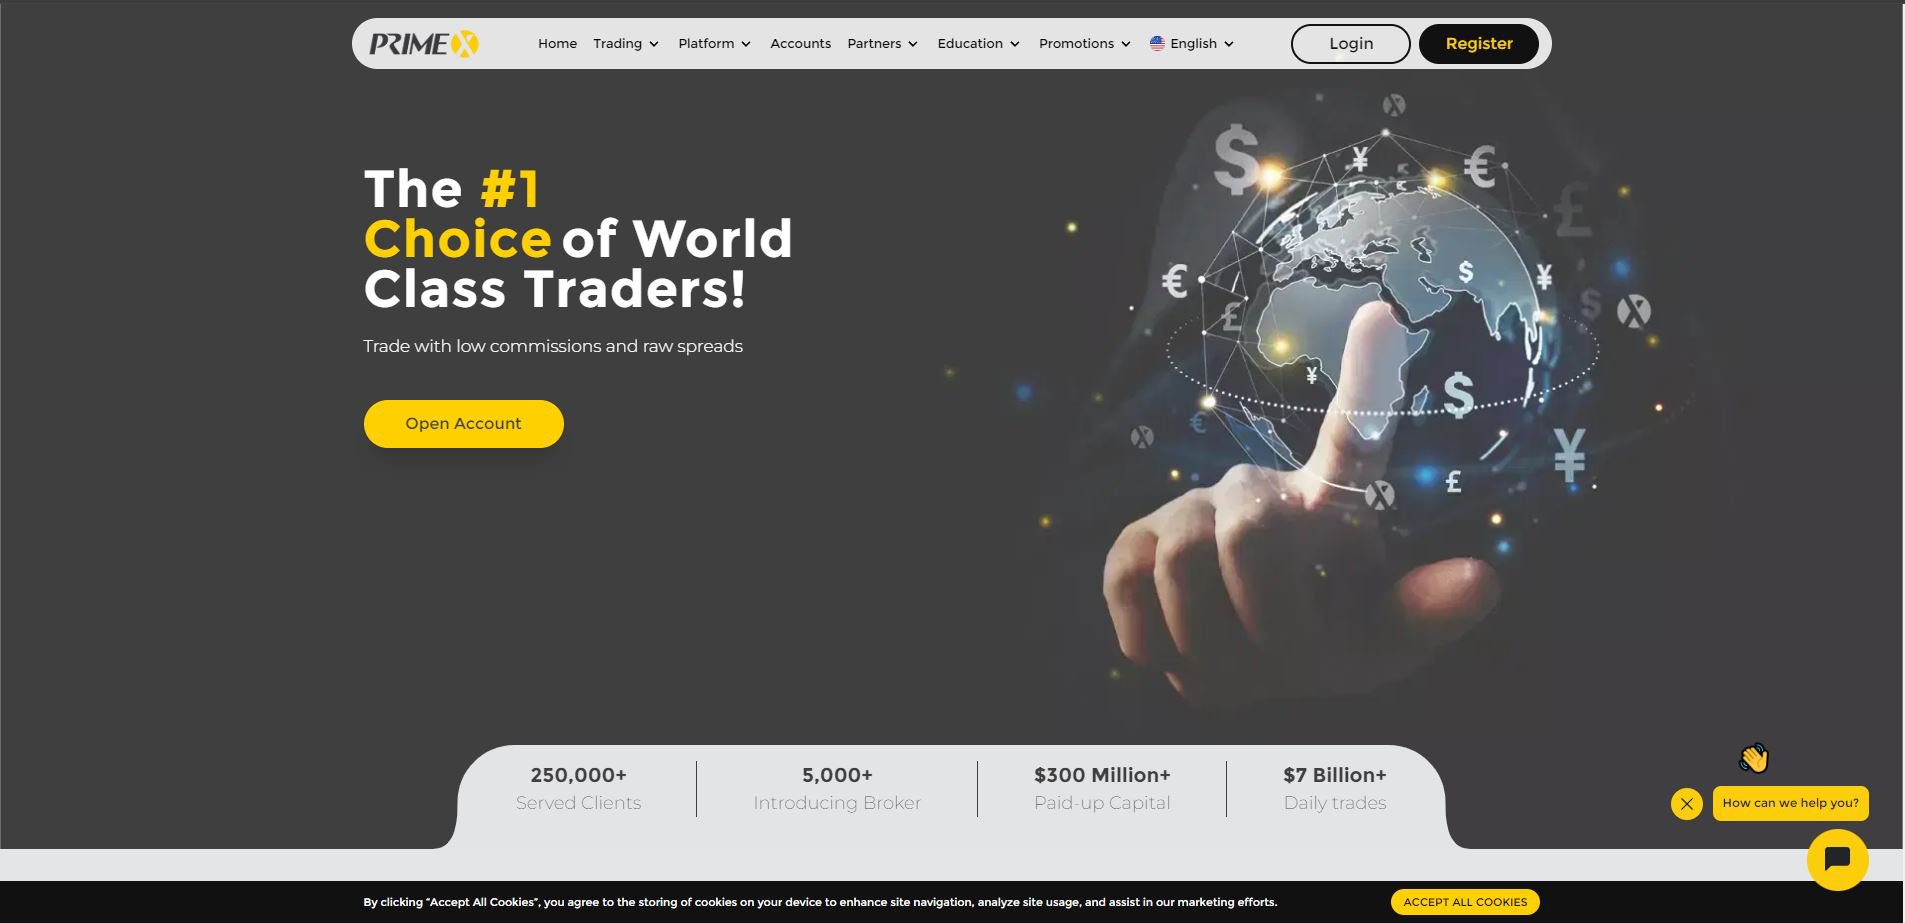 PRIME X
Home Trading Platform Accounts Partners Education Promotions English Login Register
The #1
Choice of World
Class Traders!
Trade with low commissions and raw spreads
Open Account
250,000+ 5,000+ $300 Million+ $7 Billion+
Served Clients Introducing Broker Paid-up Capital Daily trades
How can we help you?
By clicking “Accept All Cookies”, you agree to the storing of cookies on your device to enhance site navigation, analyze site usage, and assist in our marketing efforts. ACCEPT ALL COOKIES